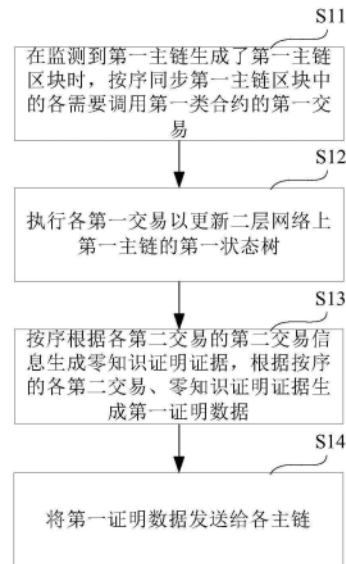 S11
在监测到第一主链生成了第一主链
区块时，按序同步第一主链区块中
的各需要调用第一类合约的第一交
易
S12
执行各第一交易以更新二层网络上
第一主链的第一状态树
S13
按序根据各第二交易的第二交易信
息生成零知识证明证据，根据按序
的各第二交易、零知识证明证据生
成第一证明数据
S14
将第一证明数据发送给各主链